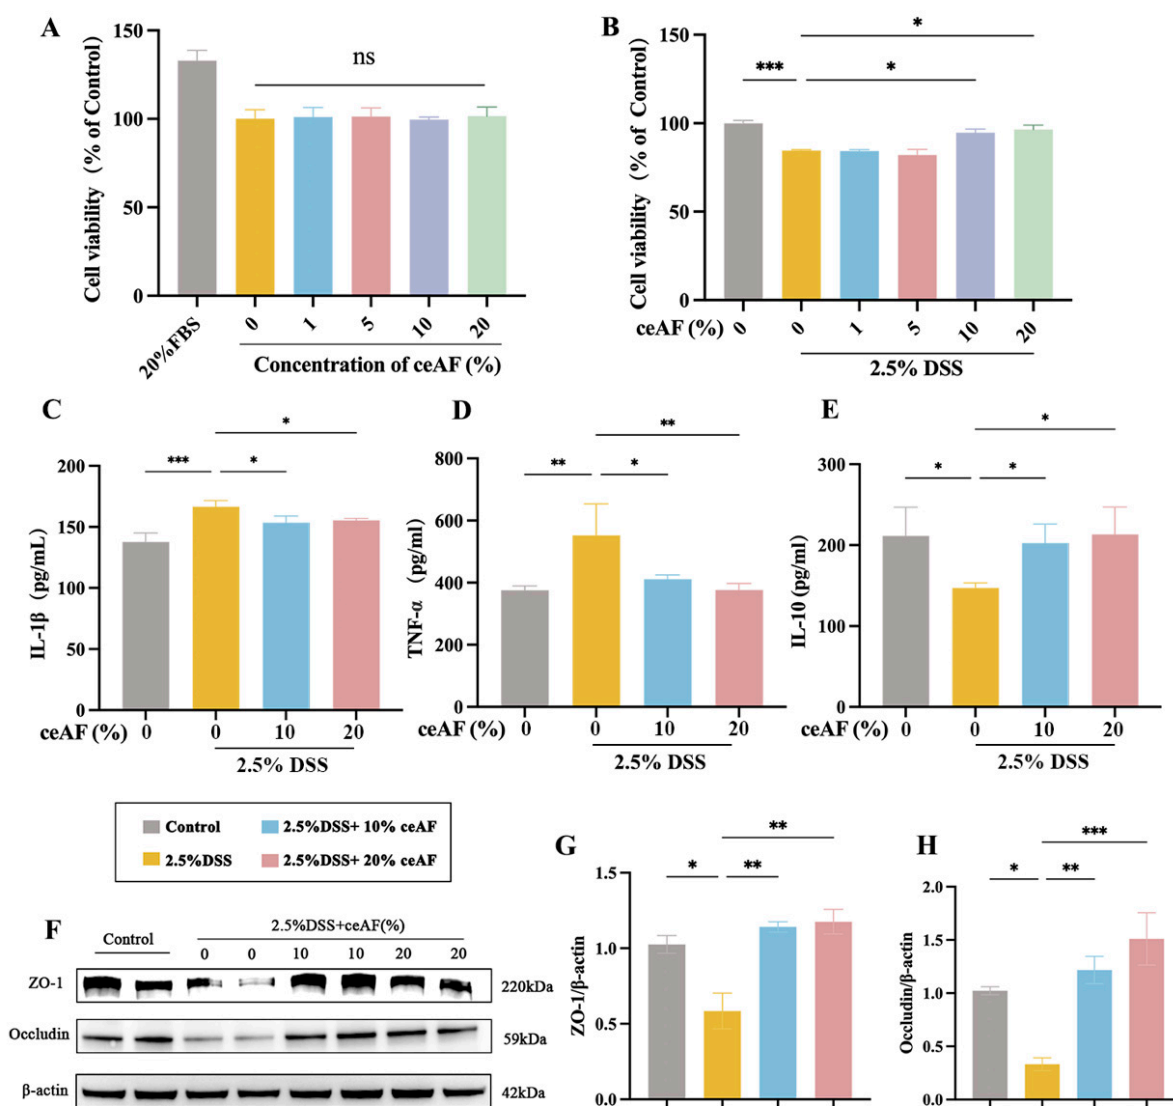 A
Cell viability (% of Control)
150
100
50
0
ns
20%FBS
0
1
5
10
20
Concentration of ceAF (%)
B
Cell viability (% of Control)
150
100
50
0
***
*
*
ceAF (%)
0
0
1
5
10
20
2.5% DSS
C
IL-1β (pg/mL)
200
150
100
50
0
***
*
*
ceAF (%)
0
0
10
20
2.5% DSS
D
TNF-α (pg/ml)
800
600
400
200
0
**
*
**
ceAF (%)
0
0
10
20
2.5% DSS
E
IL-10 (pg/ml)
300
200
100
0
*
*
*
ceAF (%)
0
0
10
20
2.5% DSS
Control
2.5%DSS+ 10% ceAF
2.5%DSS
2.5%DSS+ 20% ceAF
F
2.5%DSS+ceAF(%)
Control
0
0
10
10
20
20
ZO-1
220kDa
Occludin
59kDa
β-actin
42kDa
G
ZO-1/β-actin
1.5
1.0
0.5
0.0
*
**
**
H
Occludin/β-actin
2.0
1.5
1.0
0.5
0.0
*
**
***